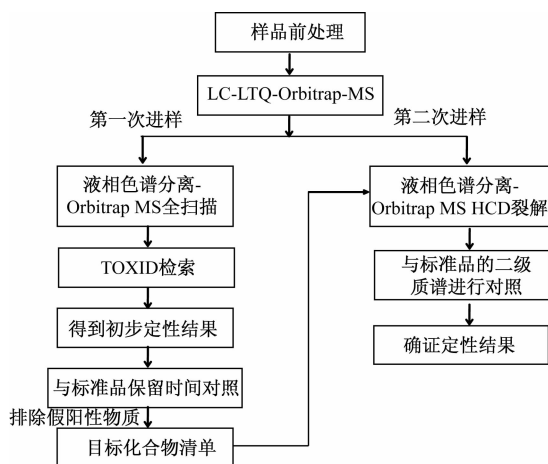 样品前处理
LC-LTQ-Orbitrap-MS
第一次进样
第二次进样
液相色谱分离-
Orbitrap MS全扫描
TOXID检索
得到初步定性结果
与标准品保留时间对照
排除假阳性物质
目标化合物清单
液相色谱分离-
Orbitrap MS HCD裂解
与标准品的二级
质谱进行对照
确证定性结果